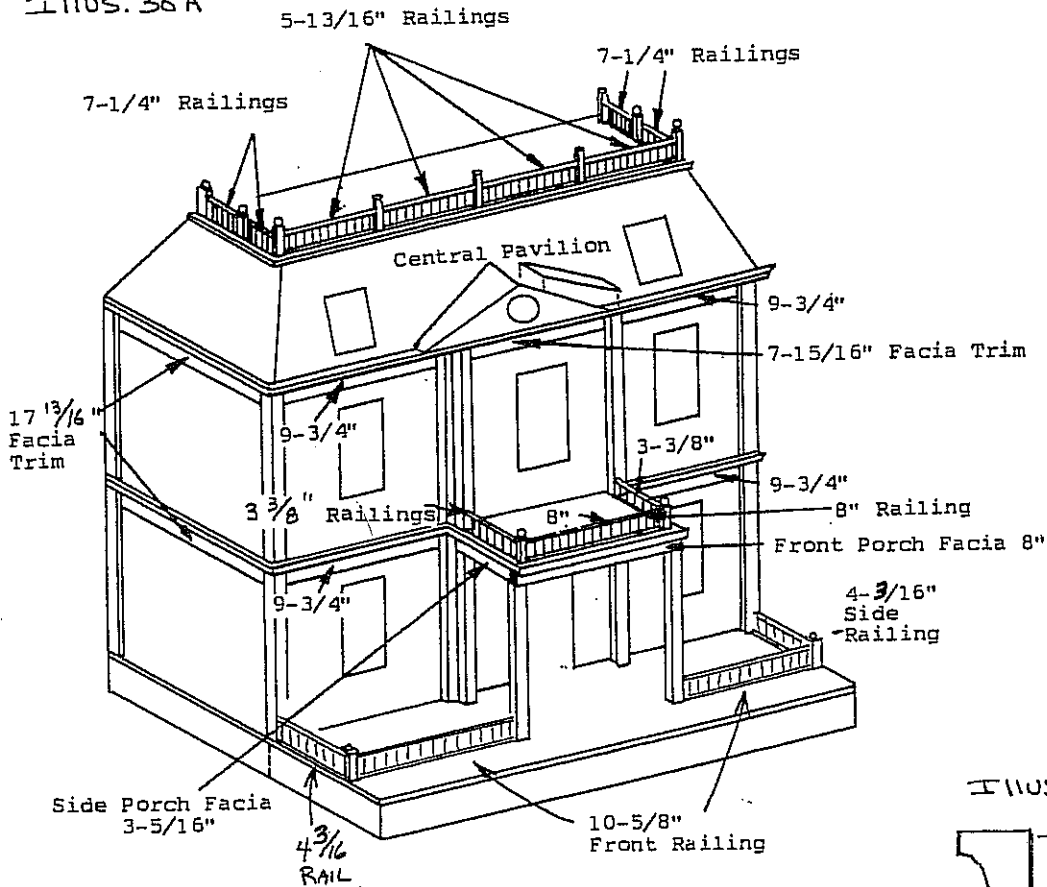 Illus. 38A
5-13/16" Railings
7-1/4" Railings
7-1/4" Railings
Central Pavilion
9-3/4"
7-15/16" Facia Trim
17 13/16"
Facia
Trim
9-3/4"
3-3/8"
9-3/4"
3 3/8" Railings
8"
8" Railing
Front Porch Facia 8"
9-3/4"
4-3/16"
Side
Railing
Side Porch Facia
3-5/16"
4 3/16
RAIL
10-5/8"
Front Railing